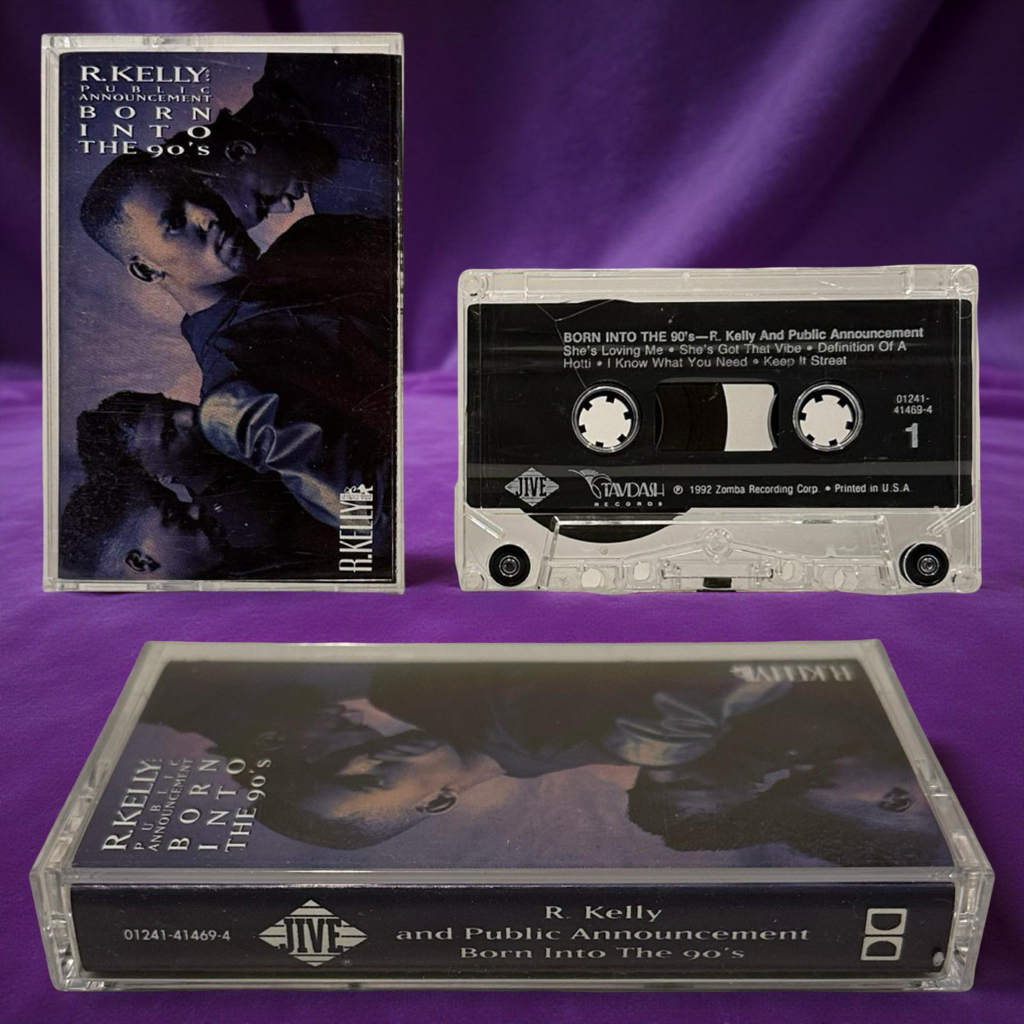 R.KELLY:
PUBLIC
ANNOUNCEMENT
BORN
INTO
THE 90's
R.KELLY
BORN INTO THE 90's—R. Kelly And Public Announcement
She's Loving Me • She's Got That Vibe • Definition Of A
Hotti • I Know What You Need • Keep It Street
01241-
41469-4
1
JIVE
TAVDASH
RECORDS
℗ 1992 Zomba Recording Corp. • Printed in U.S.A.
R.KELLY
R.KELLY:
PUBLIC
ANNOUNCEMENT
BORN
INTO
THE 90's
01241-41469-4
JIVE
R. Kelly
and Public Announcement
Born Into The 90's